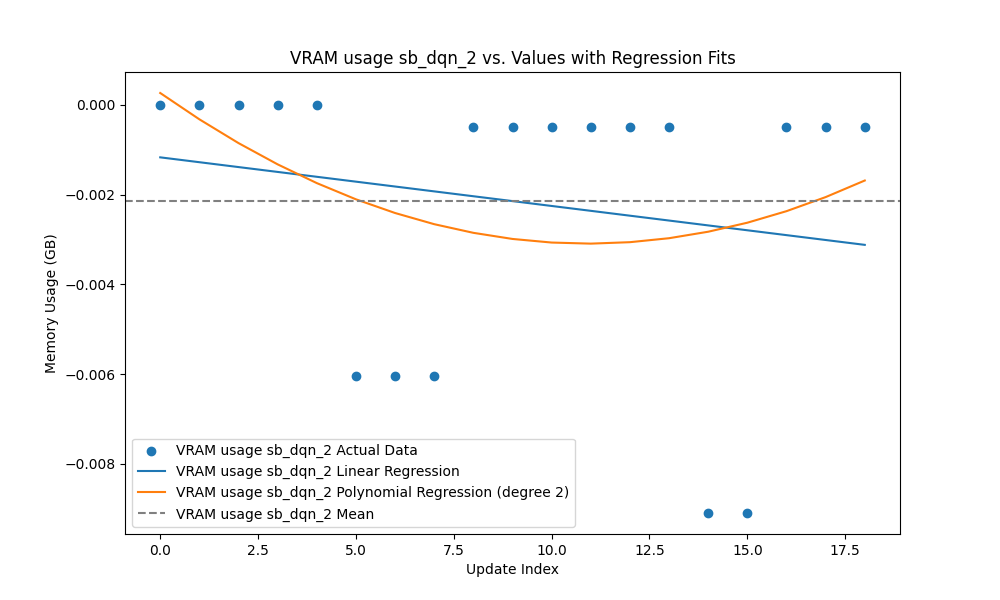 VRAM usage sb_dqn_2 vs. Values with Regression Fits
Memory Usage (GB)
0.000
−0.002
−0.004
−0.006
−0.008
VRAM usage sb_dqn_2 Actual Data
VRAM usage sb_dqn_2 Linear Regression
VRAM usage sb_dqn_2 Polynomial Regression (degree 2)
VRAM usage sb_dqn_2 Mean
0.0 2.5 5.0 7.5 10.0 12.5 15.0 17.5
Update Index